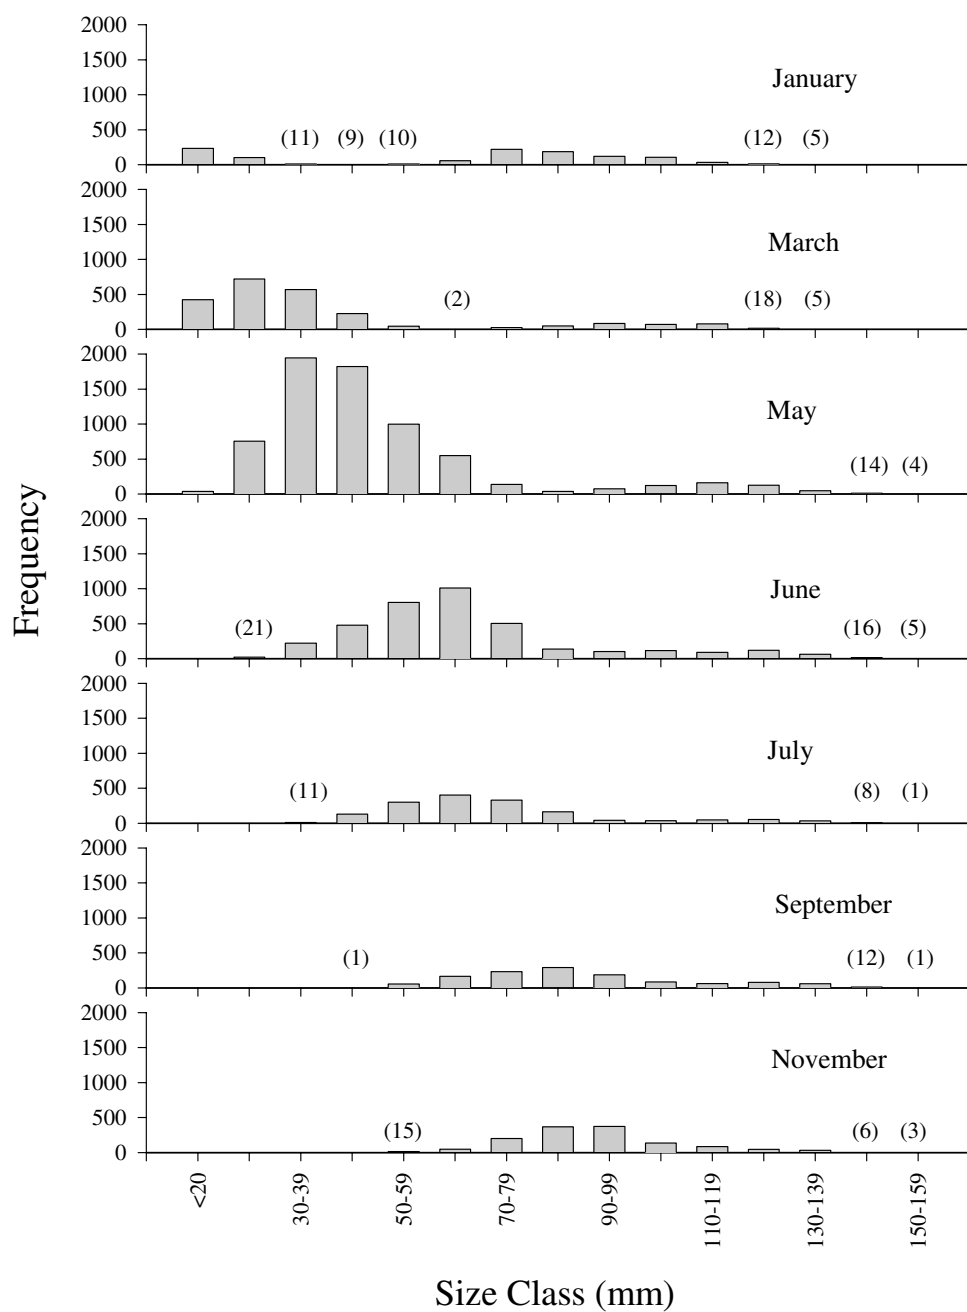 2000
1500
1000
500
0
January
(11) (9) (10) (12) (5)
2000
1500
1000
500
0
March
(2) (18) (5)
2000
1500
1000
500
0
May
(14) (4)
2000
1500
1000
500
0
June
(21) (16) (5)
2000
1500
1000
500
0
July
(11) (8) (1)
2000
1500
1000
500
0
September
(1) (12) (1)
2000
1500
1000
500
0
November
(15) (6) (3)
Frequency
<20
30-39
50-59
70-79
90-99
110-119
130-139
150-159
Size Class (mm)